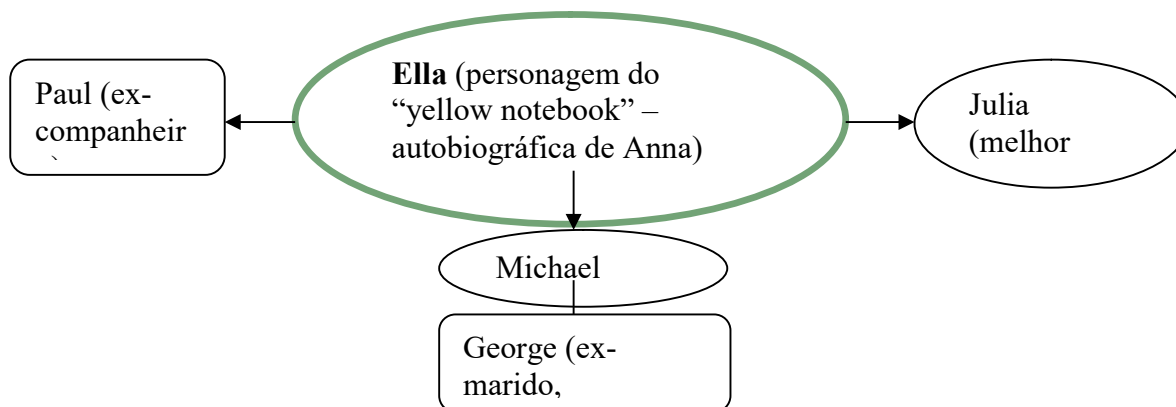 Paul (ex-
companheir
Ella (personagem do
“yellow notebook” –
autobiográfica de Anna)
Julia
(melhor
Michael
George (ex-
marido,